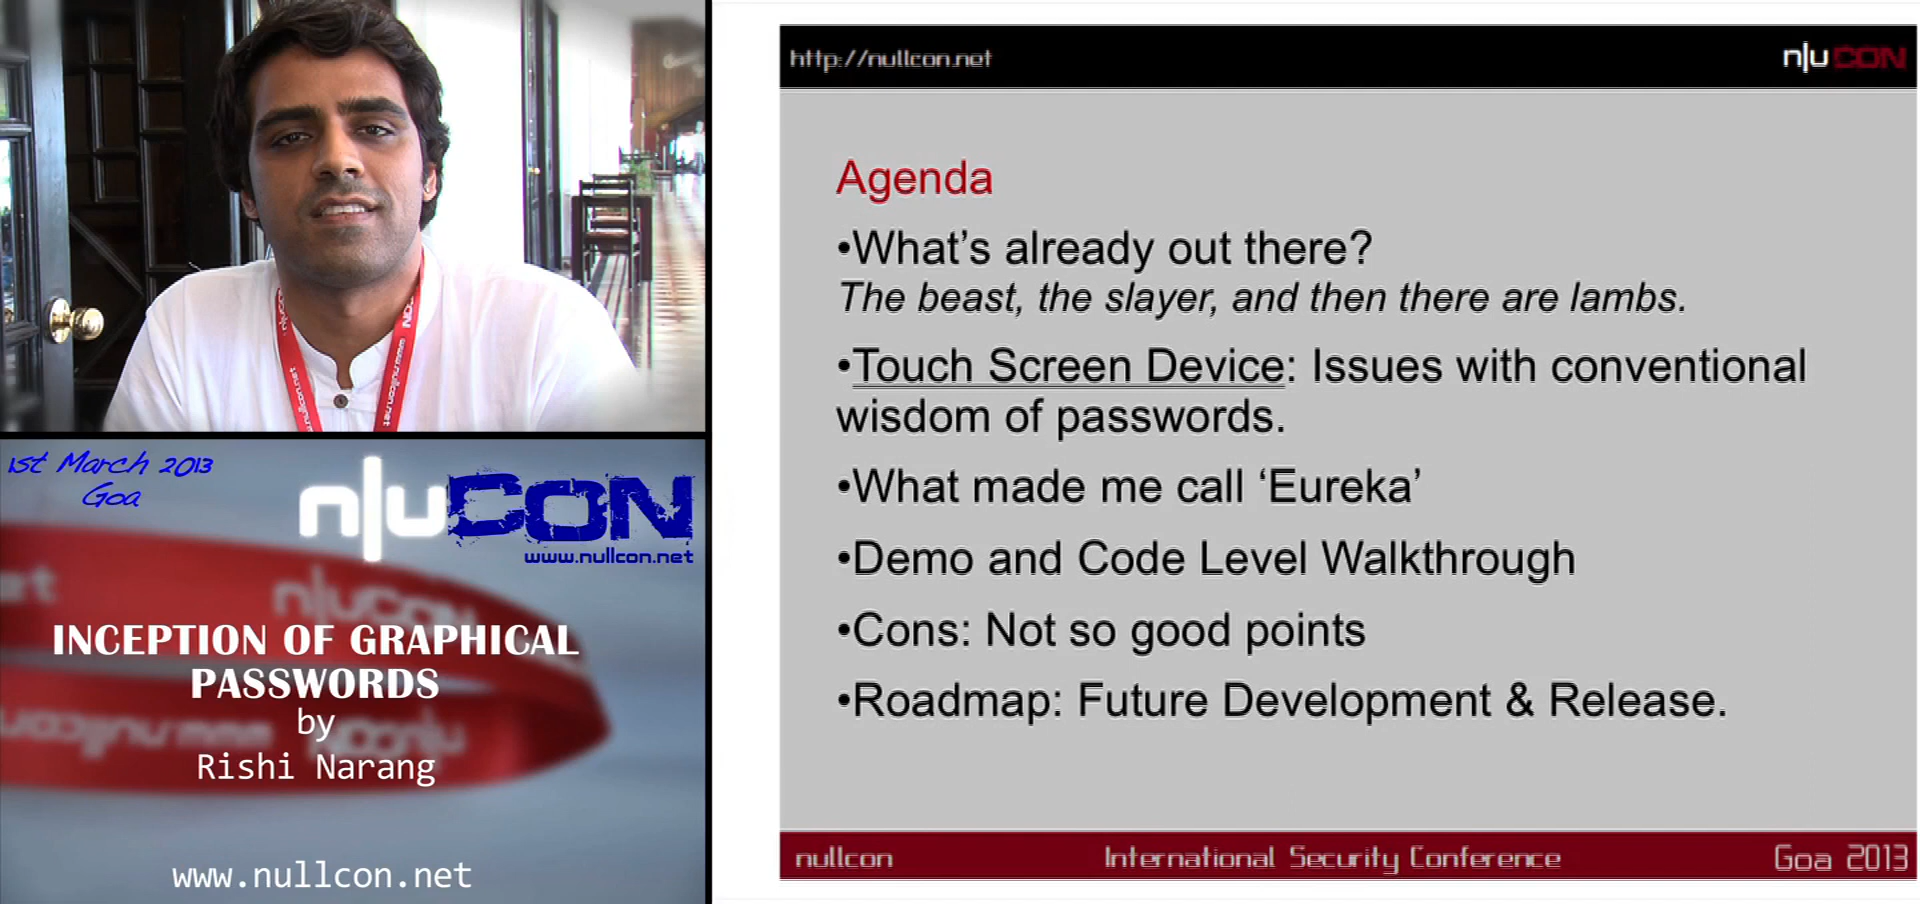 http://nullcon.net
n|u CON
Agenda
•What’s already out there?
The beast, the slayer, and then there are lambs.
•Touch Screen Device: Issues with conventional
wisdom of passwords.
•What made me call ‘Eureka’
•Demo and Code Level Walkthrough
•Cons: Not so good points
•Roadmap: Future Development & Release.
nullcon
International Security Conference
Goa 2013
1st March 2013
Goa
n|uCON
www.nullcon.net
INCEPTION OF GRAPHICAL
PASSWORDS
by
Rishi Narang
www.nullcon.net